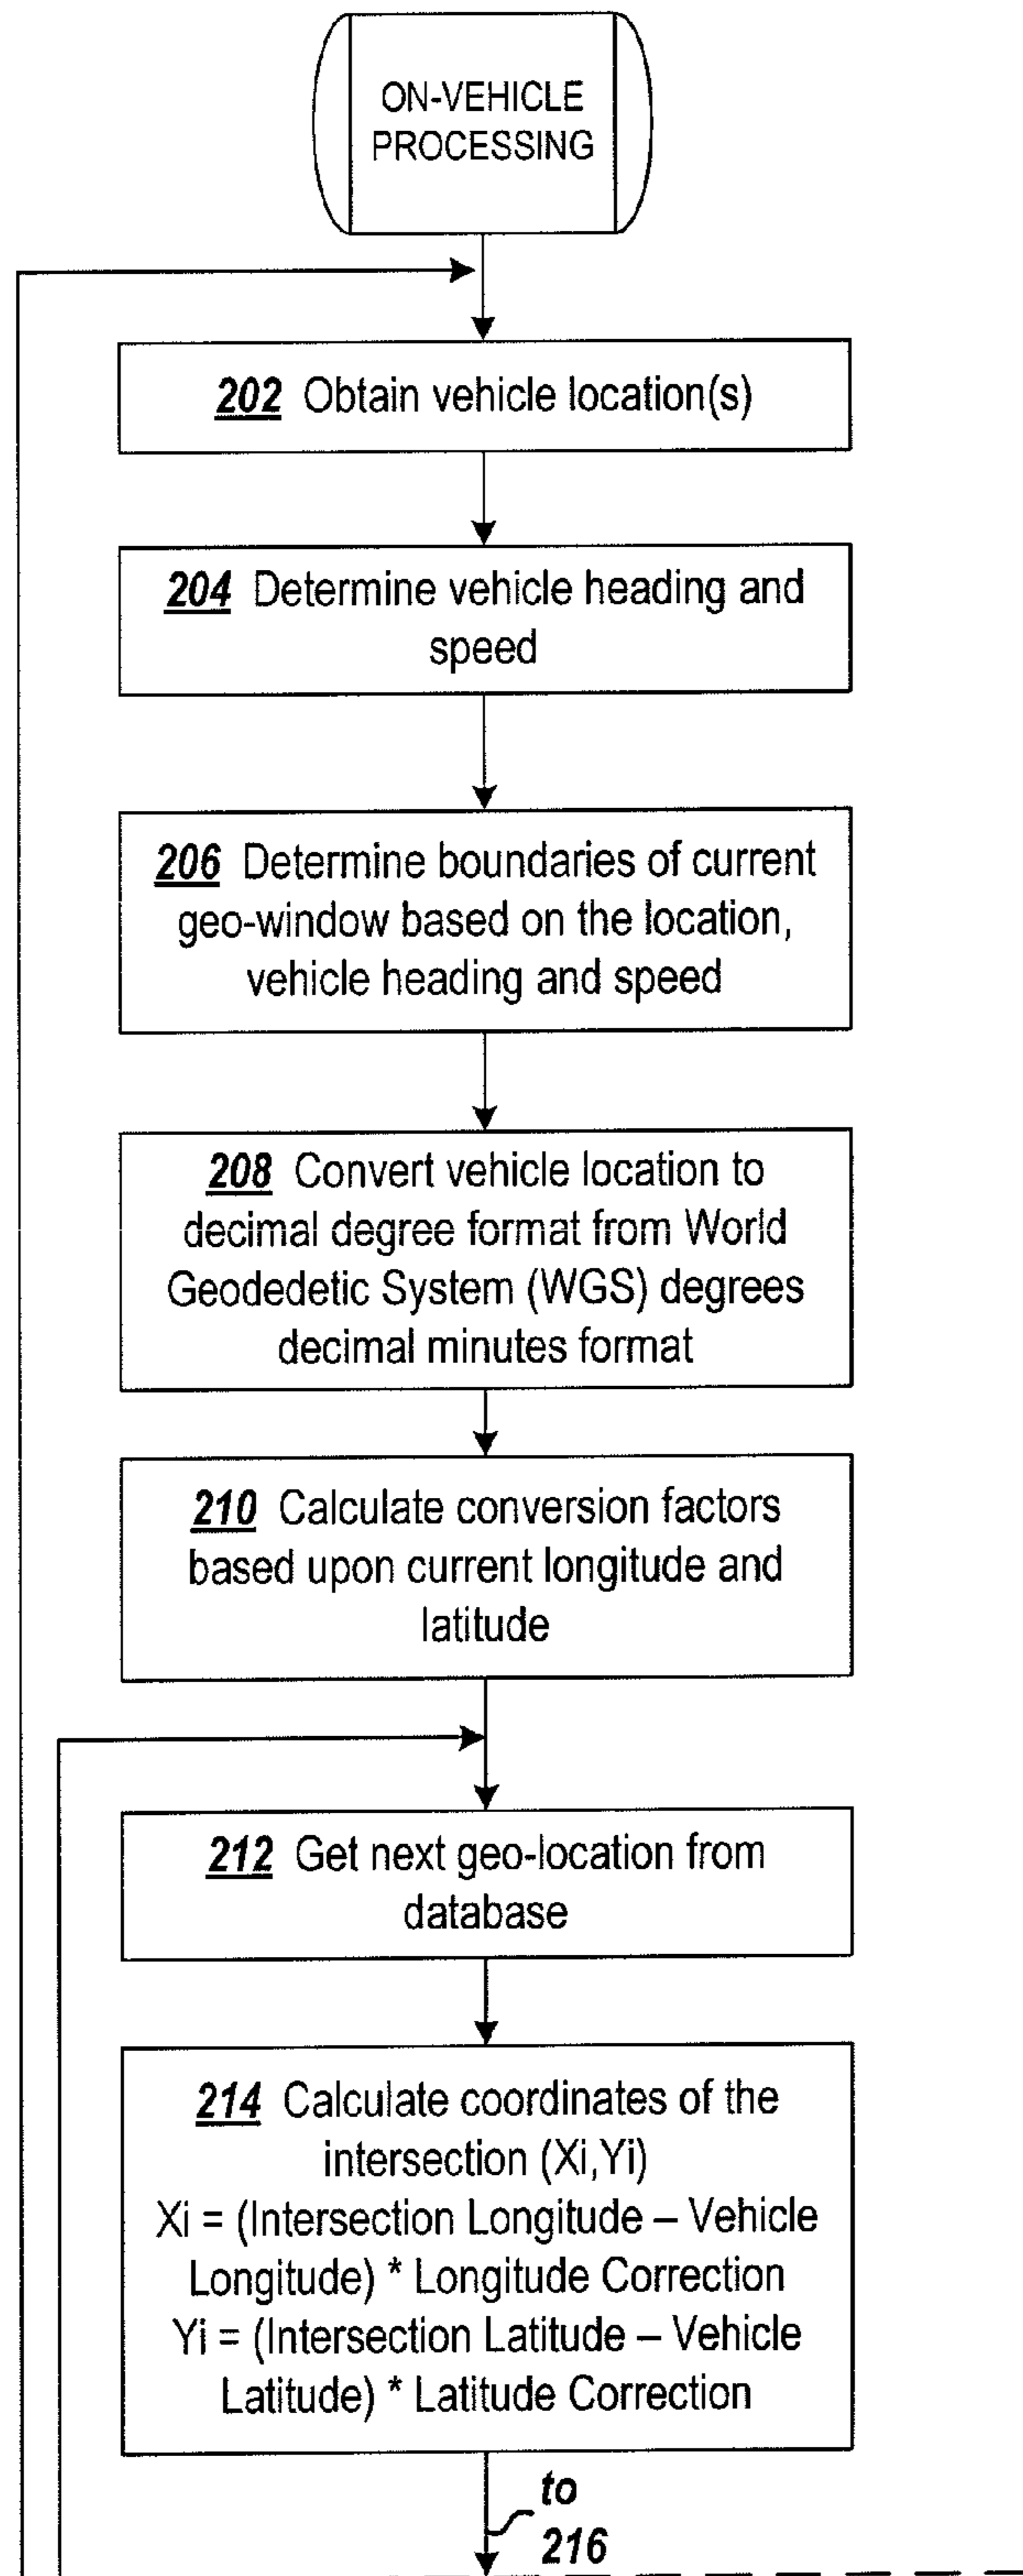 ON-VEHICLE
PROCESSING
202 Obtain vehicle location(s)
204 Determine vehicle heading and
speed
206 Determine boundaries of current
geo-window based on the location,
vehicle heading and speed
208 Convert vehicle location to
decimal degree format from World
Geodedetic System (WGS) degrees
decimal minutes format
210 Calculate conversion factors
based upon current longitude and
latitude
212 Get next geo-location from
database
214 Calculate coordinates of the
intersection (Xi,Yi)
Xi = (Intersection Longitude – Vehicle
Longitude) * Longitude Correction
Yi = (Intersection Latitude – Vehicle
Latitude) * Latitude Correction
to
216